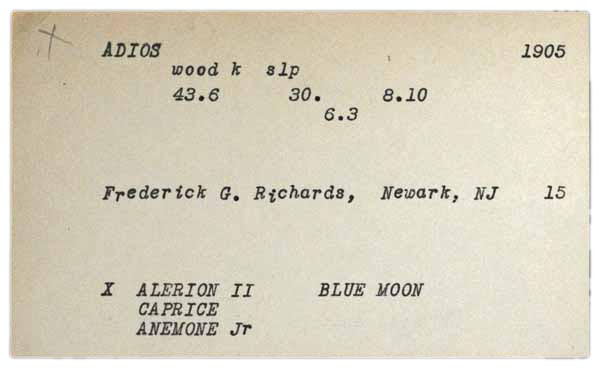 ADIOS 1905
wood k slp
43.6 30. 8.10
6.3
Frederick G. Richards, Newark, NJ 15
X ALERION II BLUE MOON
CAPRICE
ANEMONE Jr